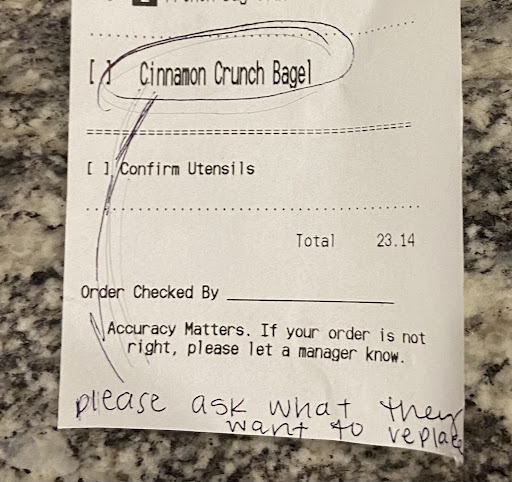 [ ] Cinnamon Crunch Bagel
[ ] Confirm Utensils
Total 23.14
Order Checked By
Accuracy Matters. If your order is not
right, please let a manager know.
please ask what they
want to replace